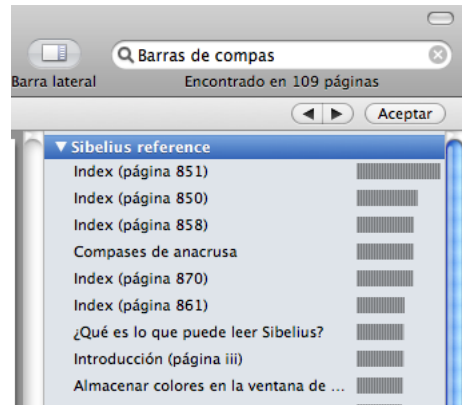 Barras de compas
Barra lateral Encontrado en 109 páginas
Aceptar
Sibelius reference
Index (página 851)
Index (página 850)
Index (página 858)
Compases de anacrusa
Index (página 870)
Index (página 861)
¿Qué es lo que puede leer Sibelius?
Introducción (página iii)
Almacenar colores en la ventana de ...